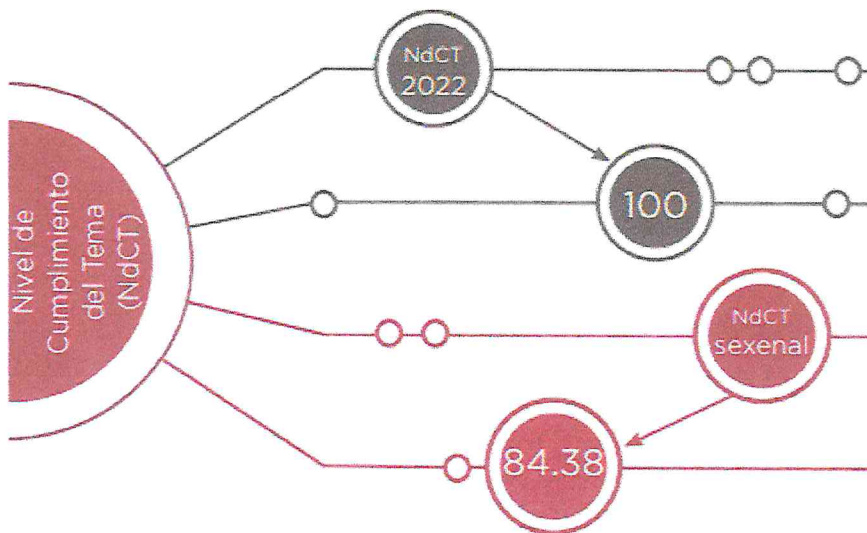 Nivel de
Cumplimiento
del Tema
(NdCT)
NdCT
2022
100
NdCT
sexenal
84.38